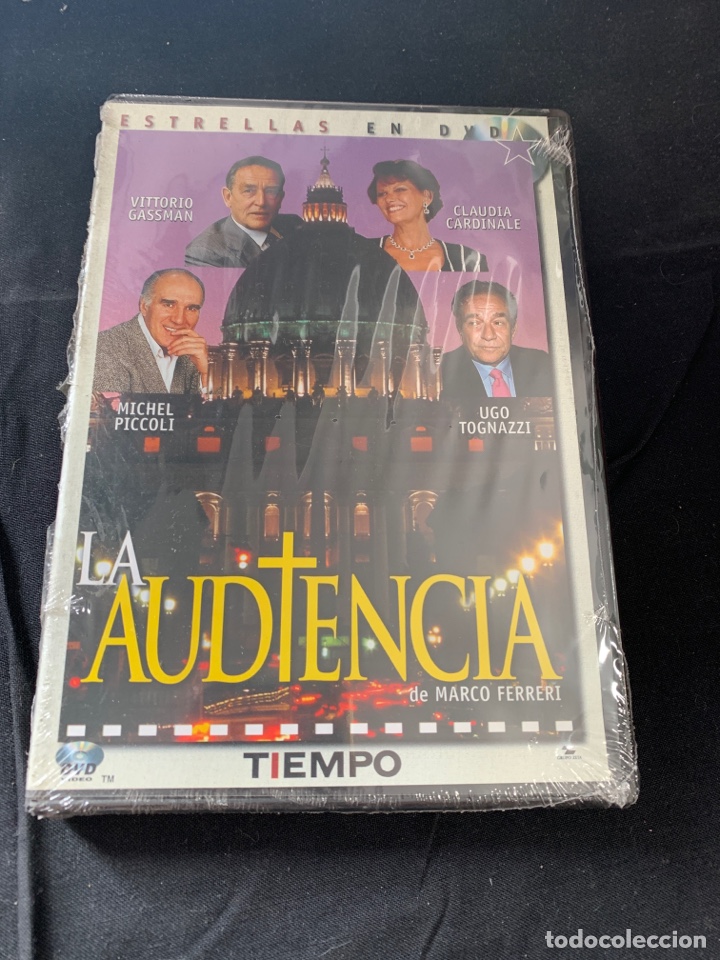 ESTRELLAS EN DVD
VITTORIO
GASSMAN
CLAUDIA
CARDINALE
MICHEL
PICCOLI
UGO
TOGNAZZI
LA
AUDIENCIA
de MARCO FERRERI
DVD
VIDEO
TM
TIEMPO
todocoleccion